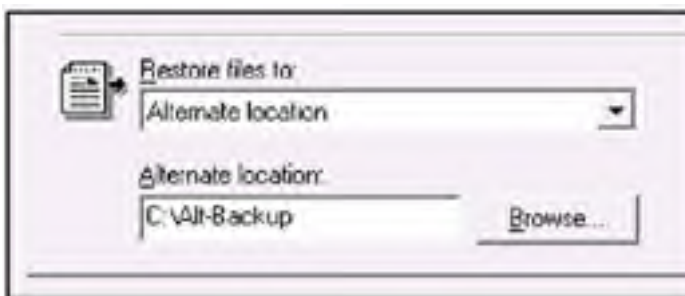 Restore files to:
Alternate location
Alternate location:
C:\Alt-Backup
Browse...